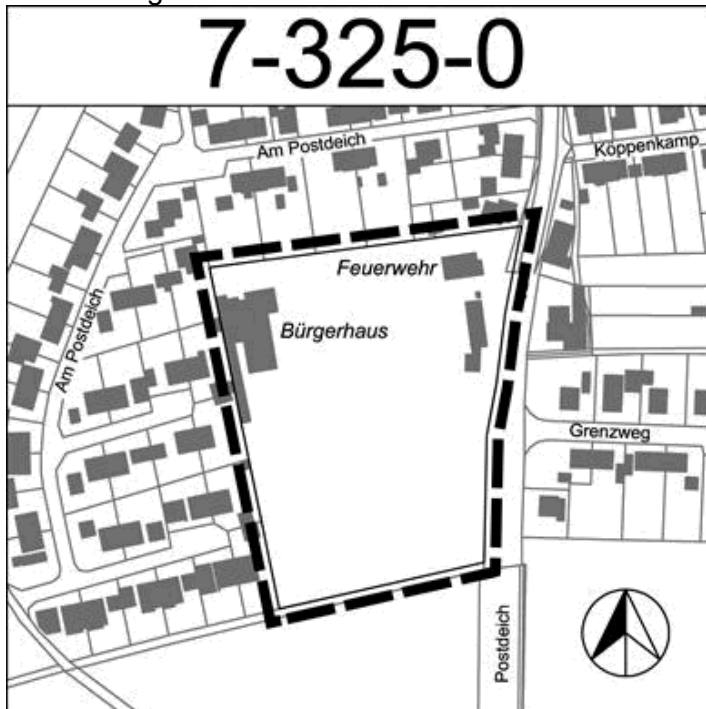 7-325-0
Am Postdeich
Köppenkamp
Feuerwehr
Bürgerhaus
Am Postdeich
Grenzweg
Postdeich